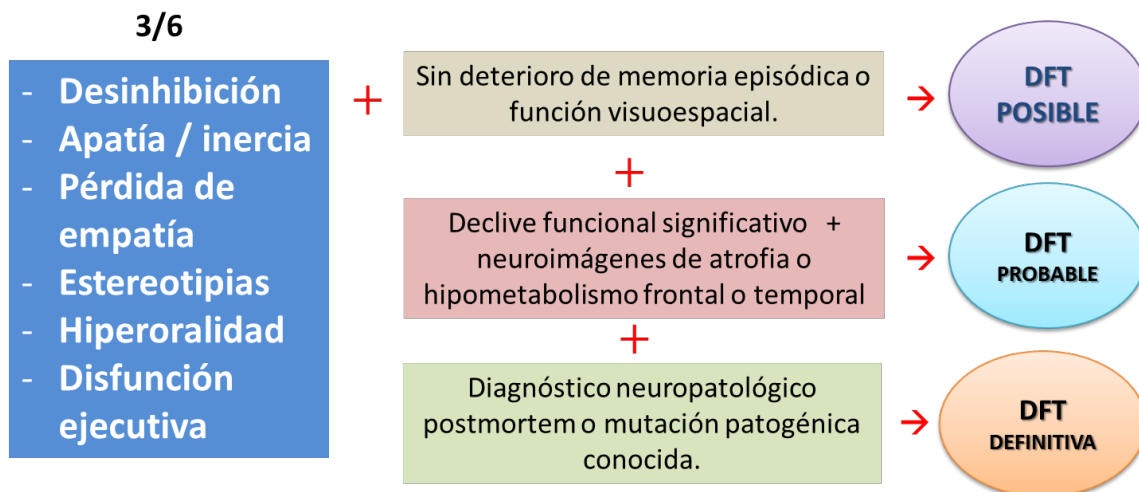 3/6
- Desinhibición
- Apatía / inercia
- Pérdida de
empatía
- Estereotipias
- Hiperoralidad
- Disfunción
ejecutiva
+
Sin deterioro de memoria episódica o
función visuoespacial.
→
DFT
POSIBLE
+
Declive funcional significativo +
neuroimágenes de atrofia o
hipometabolismo frontal o temporal
→
DFT
PROBABLE
+
Diagnóstico neuropatológico
postmortem o mutación patogénica
conocida.
→
DFT
DEFINITIVA